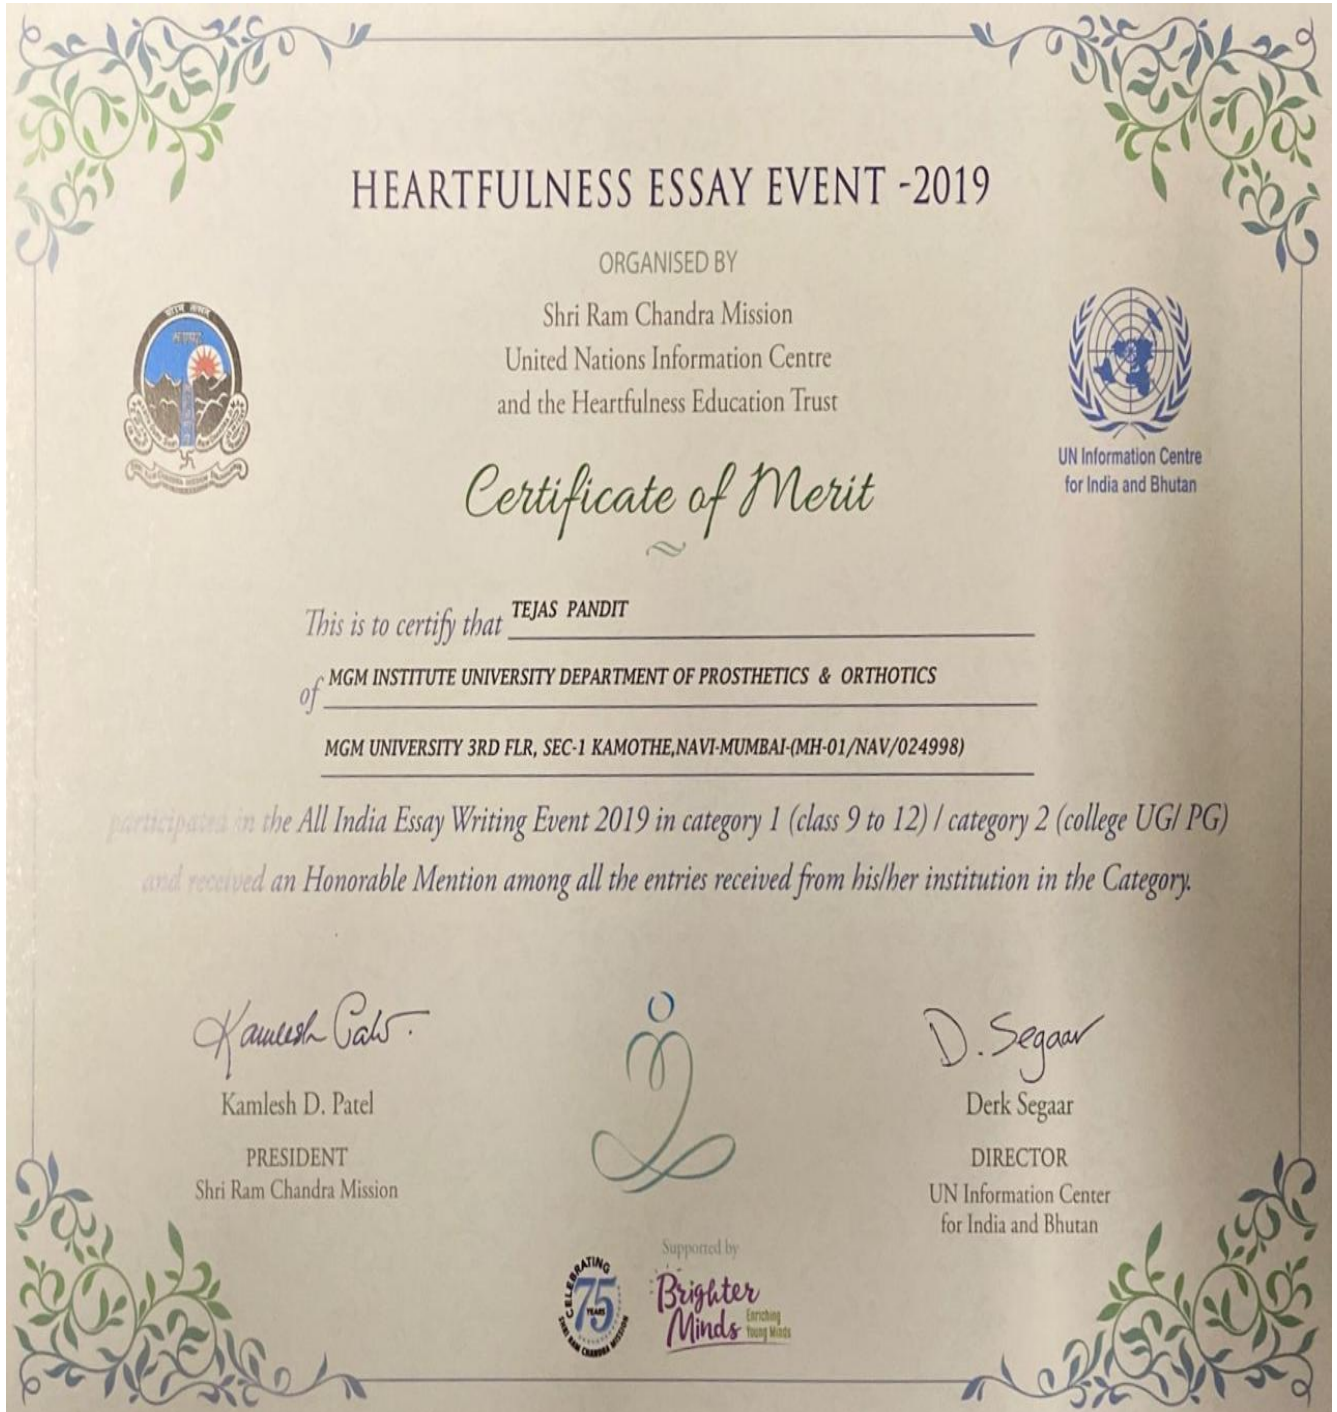 HEARTFULNESS ESSAY EVENT -2019
ORGANISED BY
Shri Ram Chandra Mission
United Nations Information Centre
and the Heartfulness Education Trust
UN Information Centre
for India and Bhutan
Certificate of Merit
This is to certify that TEJAS PANDIT
of MGM INSTITUTE UNIVERSITY DEPARTMENT OF PROSTHETICS & ORTHOTICS
MGM UNIVERSITY 3RD FLR, SEC-1 KAMOTHE,NAVI-MUMBAI-(MH-01/NAV/024998)
participated in the All India Essay Writing Event 2019 in category 1 (class 9 to 12) / category 2 (college UG/ PG)
and received an Honorable Mention among all the entries received from his/her institution in the Category.
D. Segaar
Kamlesh D. Patel
Derk Segaar
PRESIDENT
DIRECTOR
Shri Ram Chandra Mission
UN Information Center
for India and Bhutan
Supported by
CELEBRATING
75
YEARS
SHRI RAM CHANDRA MISSION
Brighter
Minds
Enriching
Young Minds